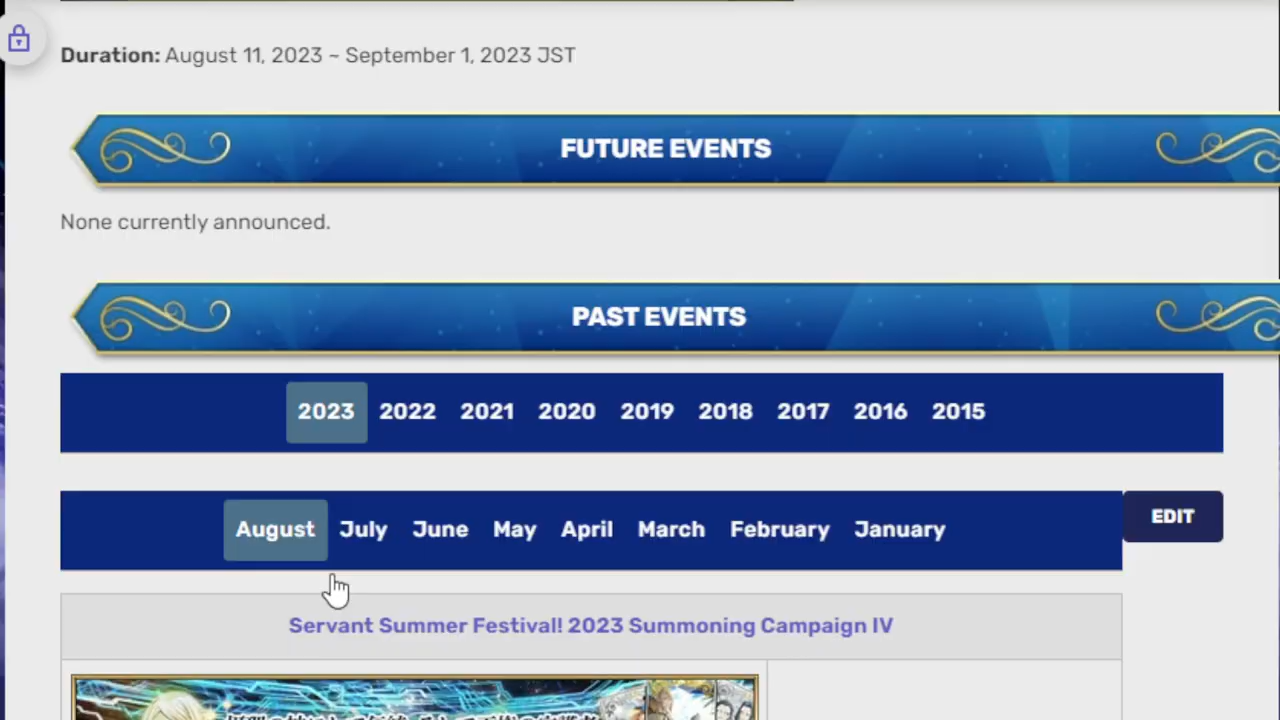 Duration: August 11, 2023 ~ September 1, 2023 JST
FUTURE EVENTS
None currently announced.
PAST EVENTS
2023 2022 2021 2020 2019 2018 2017 2016 2015
August July June May April March February January
EDIT
Servant Summer Festival! 2023 Summoning Campaign IV